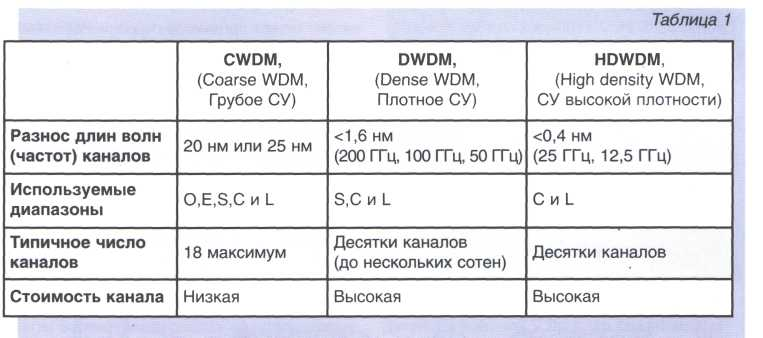 Таблица 1
CWDM,
(Coarse WDM,
Грубое СУ)
DWDM,
(Dense WDM,
Плотное СУ)
HDWDM,
(High density WDM,
СУ высокой плотности)
Разнос длин волн
(частот) каналов
20 нм или 25 нм
<1,6 нм
(200 ГГц, 100 ГГц, 50 ГГц)
<0,4 нм
(25 ГГц, 12,5 ГГц)
Используемые
диапазоны
O,E,S,C и L
S,C и L
C и L
Типичное число
каналов
18 максимум
Десятки каналов
(до нескольких сотен)
Десятки каналов
Стоимость канала
Низкая
Высокая
Высокая